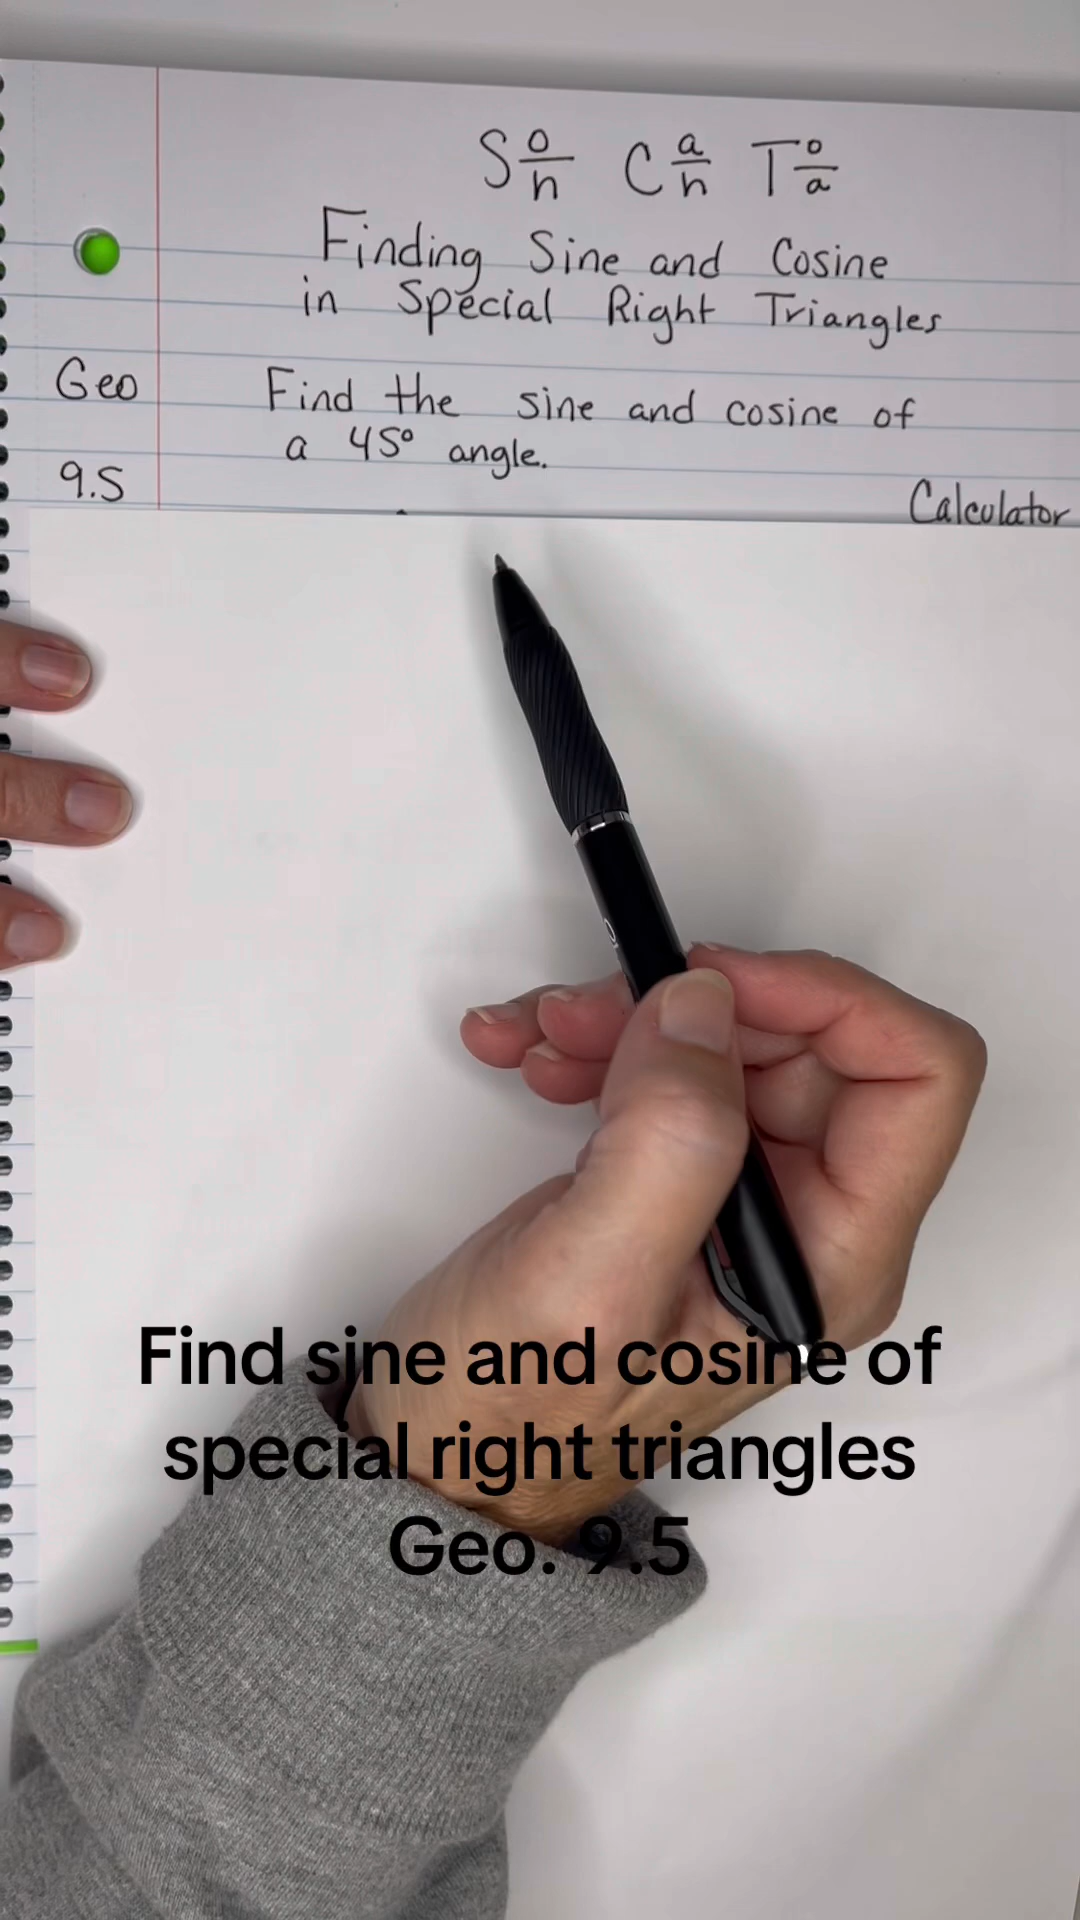 S o/h C a/h T o/a
Finding Sine and Cosine
in Special Right Triangles
Geo
Find the sine and cosine of
a 45° angle.
9.5
Calculator
Find sine and cosine of
special right triangles
Geo. 9.5